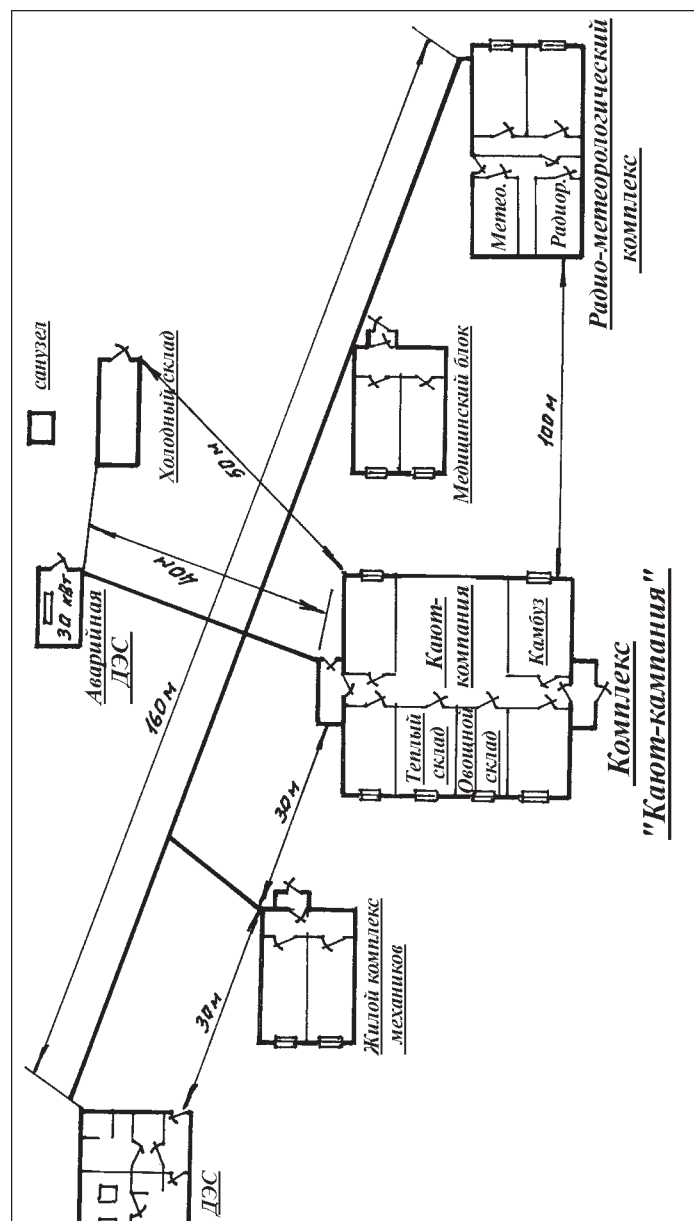 санузел
Холодный склад
30 квт
Аварийная
ДЭС
50 м
40 м
160 м
30 м
30 м
100 м
Метео.
Радиор.
Радио-метеорологический
комплекс
Медицинский блок
Кают-
компания
Камбуз
Теплый
склад
Овощной
склад
Комплекс
"Кают-кампания"
Жилой комплекс
механиков
ДЭС